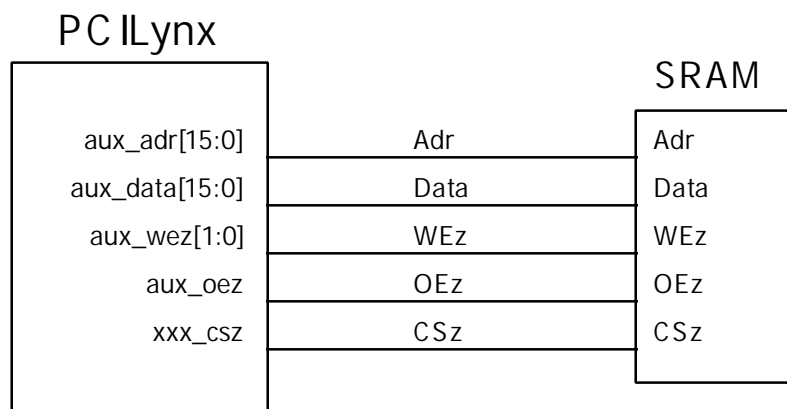 PCILynx
SRAM
aux_adr[15:0] Adr Adr
aux_data[15:0] Data Data
aux_wez[1:0] WEz WEz
aux_oez OEz OEz
xxx_csz CSz CSz